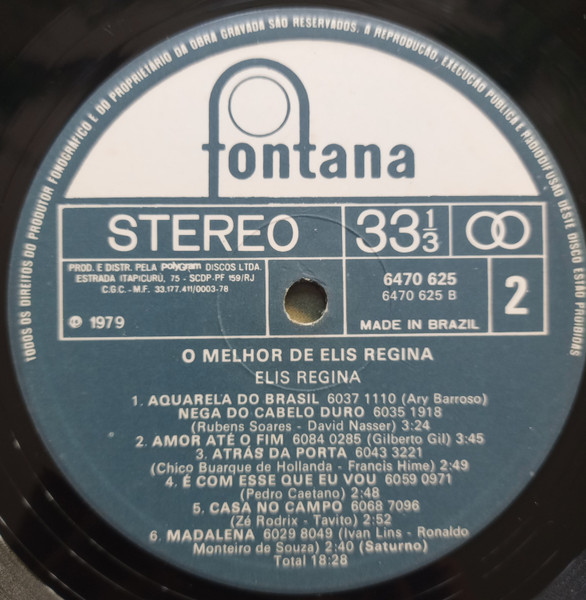 TODOS OS DIREITOS DO PRODUTOR FONOGRÁFICO E DO PROPRIETÁRIO DA OBRA GRAVADA SÃO RESERVADOS. A REPRODUÇÃO, EXECUÇÃO PÚBLICA E RADIODIFUSÃO DESTE DISCO ESTÃO PROIBIDAS
fontana
STEREO
33 1/3
PROD. E DISTR. PELA polyGram DISCOS LTDA.
ESTRADA ITAPICURU, 75 - SCDP-PF 159/RJ
C.G.C.- M.F. 33.177.411/0003-78
℗ 1979
6470 625
6470 625 B
MADE IN BRAZIL
2
O MELHOR DE ELIS REGINA
ELIS REGINA
1. AQUARELA DO BRASIL 6037 1110 (Ary Barroso)
NEGA DO CABELO DURO 6035 1918
(Rubens Soares - David Nasser) 3:24
2. AMOR ATÉ O FIM 6084 0285 (Gilberto Gil) 3:45
3. ATRÁS DA PORTA 6043 3221
(Chico Buarque de Hollanda - Francis Hime) 2:49
4. É COM ESSE QUE EU VOU 6059 0971
(Pedro Caetano) 2:48
5. CASA NO CAMPO 6068 7096
(Zé Rodrix - Tavito) 2:52
6. MADALENA 6029 8049 (Ivan Lins - Ronaldo
Monteiro de Souza) 2:40 (Saturno)
Total 18:28